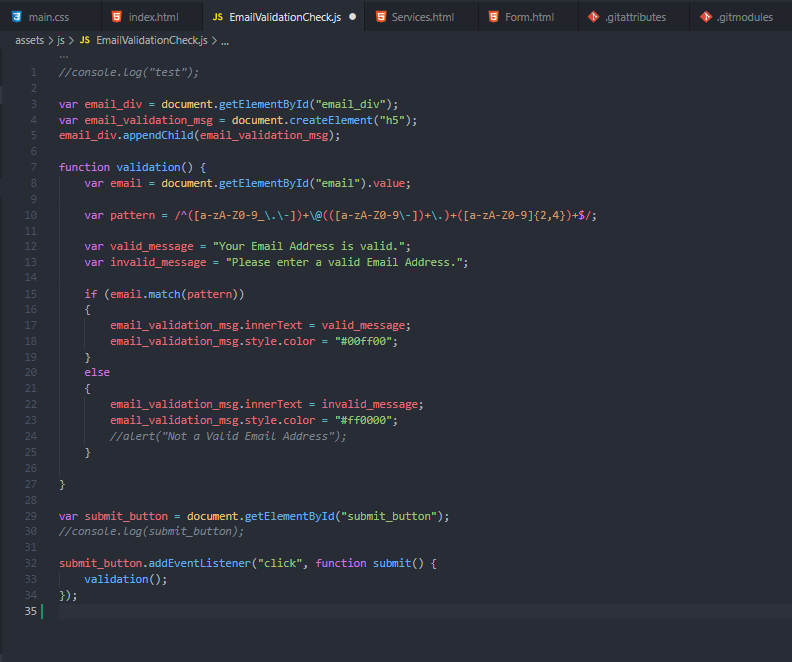 main.css index.html JS EmailValidationCheck.js Services.html Form.html .gitattributes .gitmodules
assets > js > JS EmailValidationCheck.js > ...
...
1 //console.log("test");
2
3 var email_div = document.getElementById("email_div");
4 var email_validation_msg = document.createElement("h5");
5 email_div.appendChild(email_validation_msg);
6
7 function validation() {
8 var email = document.getElementById("email").value;
9
10 var pattern = /^([a-zA-Z0-9_\.\-])+\@(([a-zA-Z0-9\-])+\.)+([a-zA-Z0-9]{2,4})+$/;
11
12 var valid_message = "Your Email Address is valid.";
13 var invalid_message = "Please enter a valid Email Address.";
14
15 if (email.match(pattern))
16 {
17 email_validation_msg.innerText = valid_message;
18 email_validation_msg.style.color = "#00ff00";
19 }
20 else
21 {
22 email_validation_msg.innerText = invalid_message;
23 email_validation_msg.style.color = "#ff0000";
24 //alert("Not a Valid Email Address");
25 }
26
27 }
28
29 var submit_button = document.getElementById("submit_button");
30 //console.log(submit_button);
31
32 submit_button.addEventListener("click", function submit() {
33 validation();
34 });
35